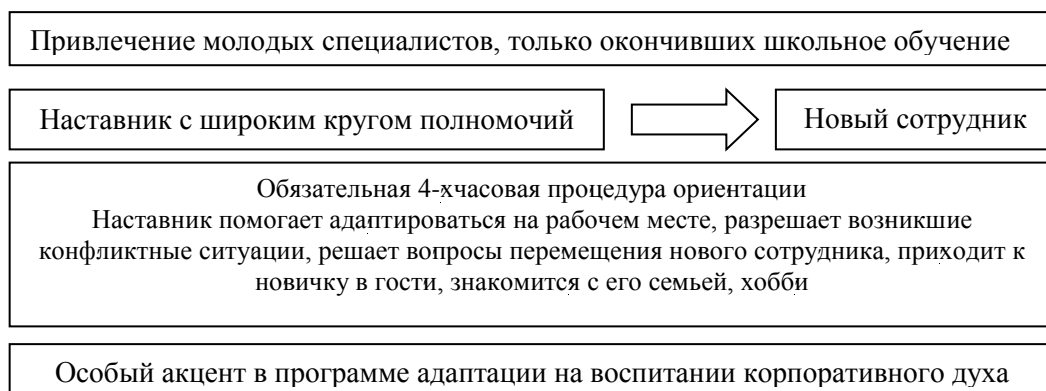 Привлечение молодых специалистов, только окончивших школьное обучение
Наставник с широким кругом полномочий
Новый сотрудник
Обязательная 4-хчасовая процедура ориентации
Наставник помогает адаптироваться на рабочем месте, разрешает возникшие
конфликтные ситуации, решает вопросы перемещения нового сотрудника, приходит к
новичку в гости, знакомится с его семьей, хобби
Особый акцент в программе адаптации на воспитании корпоративного духа